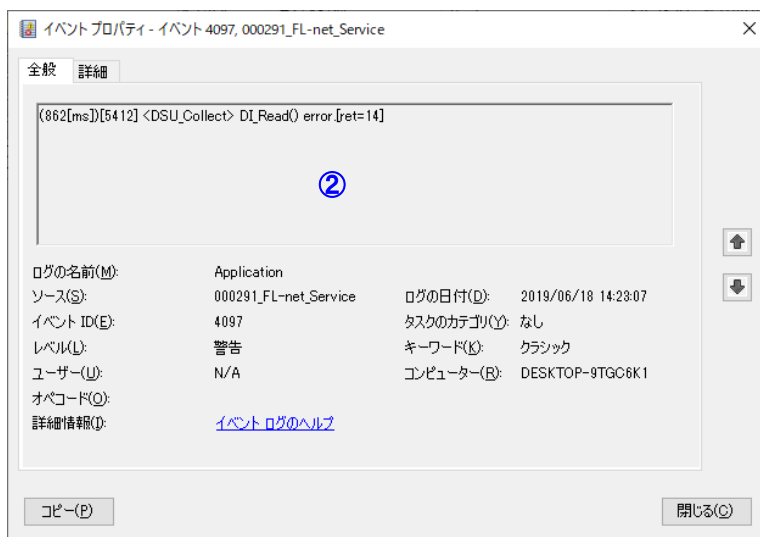 イベント プロパティ - イベント 4097, 000291_FL-net_Service
全般 詳細
(862[ms])[5412] <DSU_Collect> DI_Read() error.[ret=14]
②
ログの名前(M): Application
ソース(S): 000291_FL-net_Service ログの日付(D): 2019/06/18 14:23:07
イベント ID(E): 4097 タスクのカテゴリ(Y): なし
レベル(L): 警告 キーワード(K): クラシック
ユーザー(U): N/A コンピューター(R): DESKTOP-9TGC6K1
オペコード(O):
詳細情報(I): イベント ログのヘルプ
コピー(P) 閉じる(C)